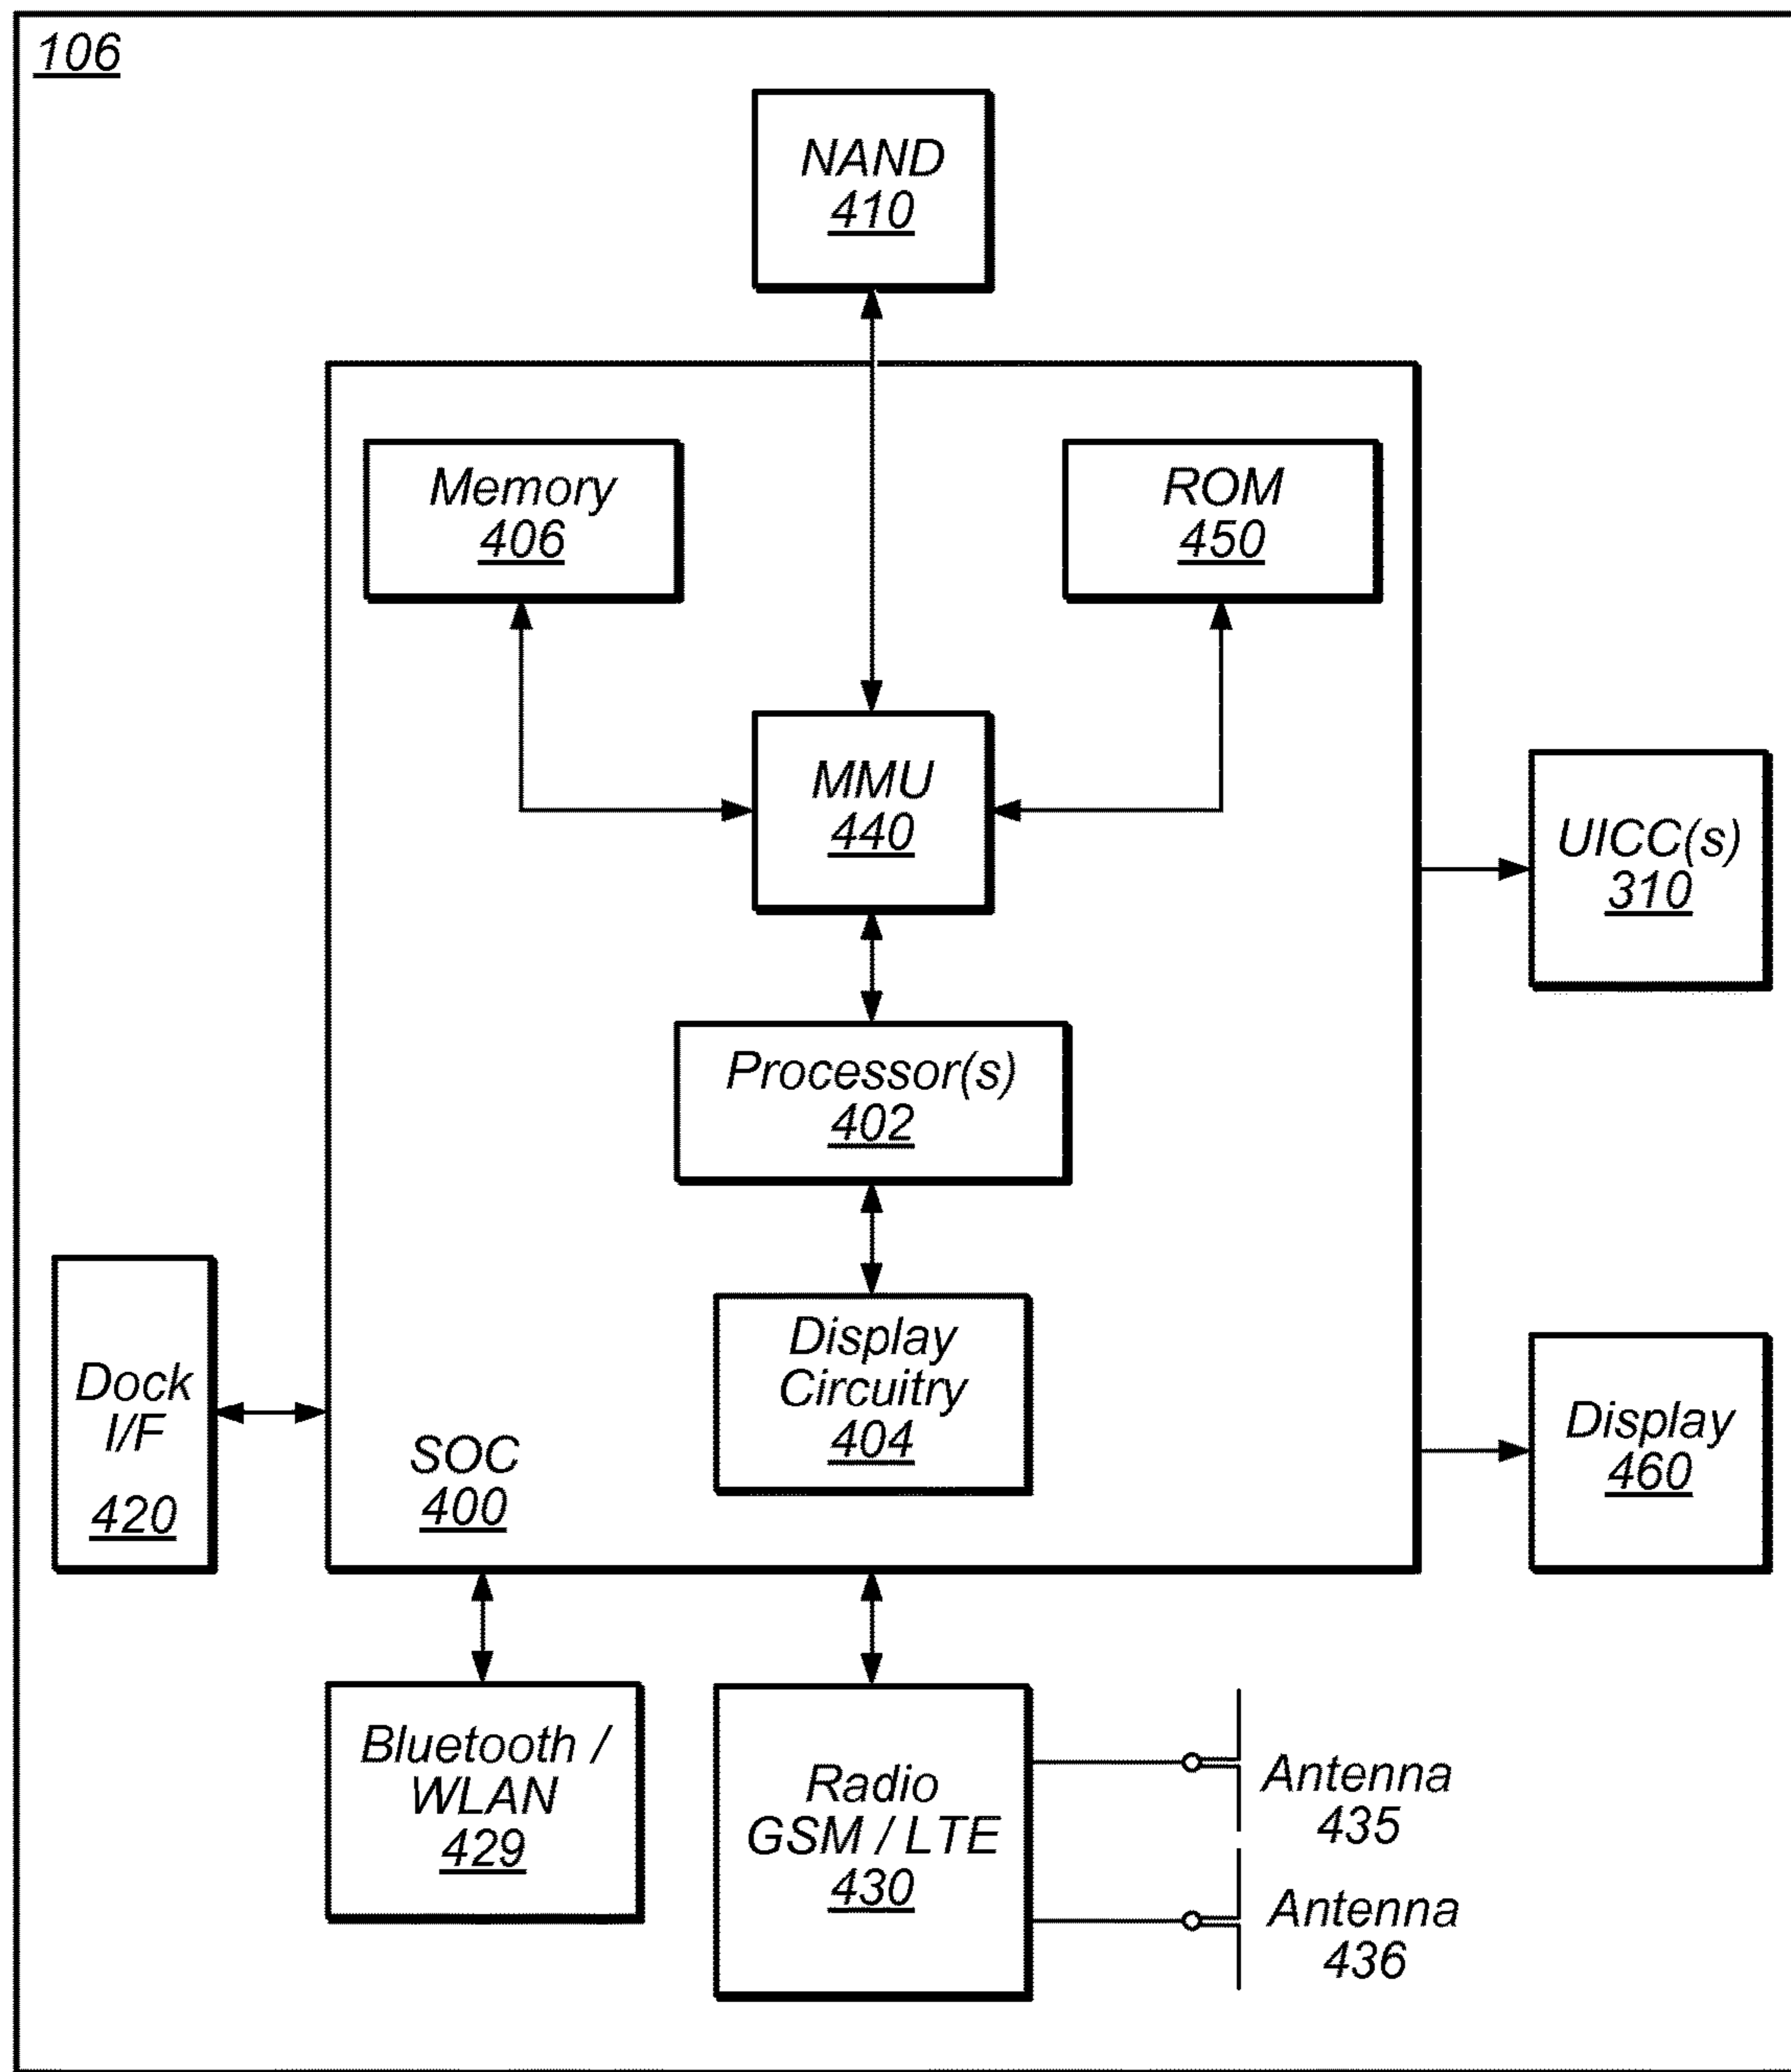 106
NAND
410
Memory
406
ROM
450
MMU
440
UICC(s)
310
Processor(s)
402
Display
Circuitry
404
Dock
I/F
420
SOC
400
Display
460
Bluetooth /
WLAN
429
Radio
GSM / LTE
430
Antenna
435
Antenna
436